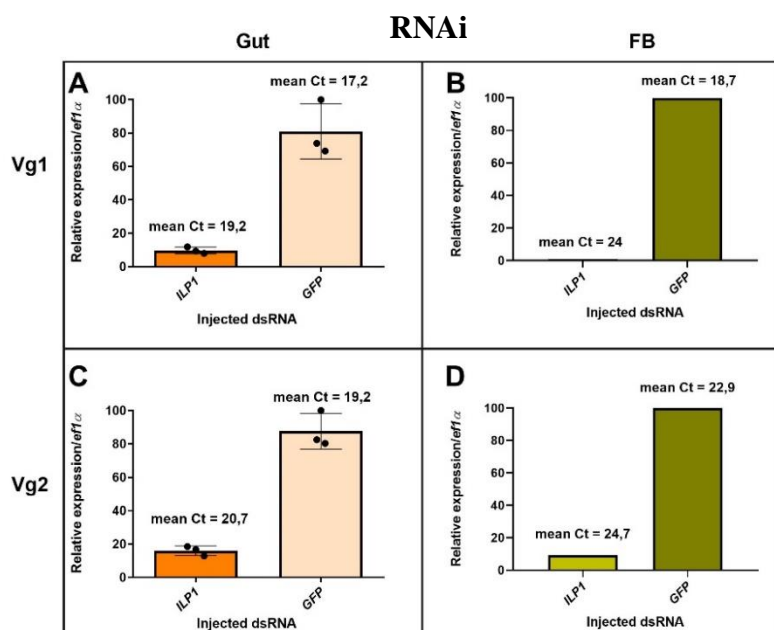 RNAi
Gut
FB
Vg1
A
mean Ct = 17,2
mean Ct = 19,2
Relative expression/ef1α
100
80
60
40
20
0
ILP1
GFP
Injected dsRNA
B
mean Ct = 18,7
mean Ct = 24
Relative expression/ef1α
100
80
60
40
20
0
ILP1
GFP
Injected dsRNA
Vg2
C
mean Ct = 19,2
mean Ct = 20,7
Relative expression/ef1α
100
80
60
40
20
0
ILP1
GFP
Injected dsRNA
D
mean Ct = 22,9
mean Ct = 24,7
Relative expression/ef1α
100
80
60
40
20
0
ILP1
GFP
Injected dsRNA